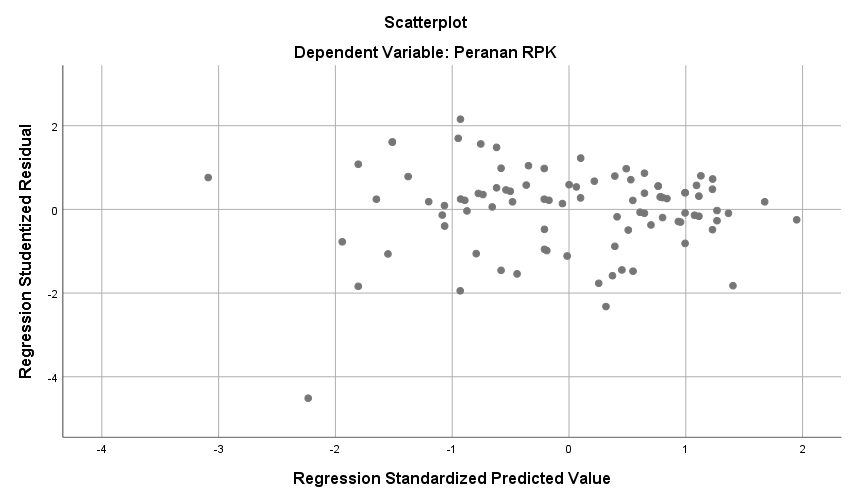 Scatterplot
Dependent Variable: Peranan RPK
Regression Studentized Residual
2
0
-2
-4
-4 -3 -2 -1 0 1 2
Regression Standardized Predicted Value